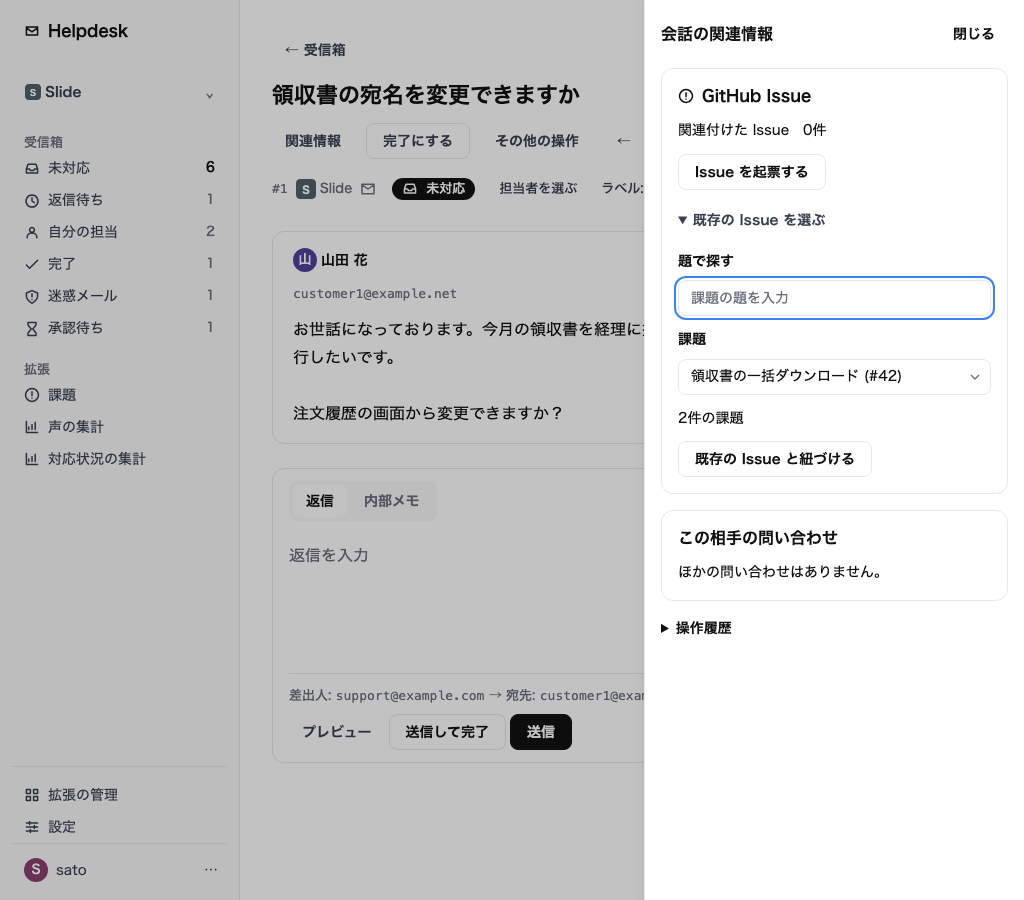 Helpdesk
S Slide
受信箱
未対応 6
返信待ち 1
自分の担当 2
完了 1
迷惑メール 1
承認待ち 1
拡張
課題
声の集計
対応状況の集計
拡張の管理
設定
S sato ...
← 受信箱
領収書の宛名を変更できますか
関連情報 完了にする その他の操作 ←
#1 S Slide 未対応 担当者を選ぶ ラベル:
山 山田 花
customer1@example.net
お世話になっております。今月の領収書を経理に
行したいです。
注文履歴の画面から変更できますか？
返信 内部メモ
返信を入力
差出人: support@example.com → 宛先: customer1@exam
プレビュー 送信して完了 送信
会話の関連情報 閉じる
GitHub Issue
関連付けた Issue 0件
Issue を起票する
▼ 既存の Issue を選ぶ
題で探す
課題の題を入力
課題
領収書の一括ダウンロード (#42)
2件の課題
既存の Issue と紐づける
この相手の問い合わせ
ほかの問い合わせはありません。
▶ 操作履歴